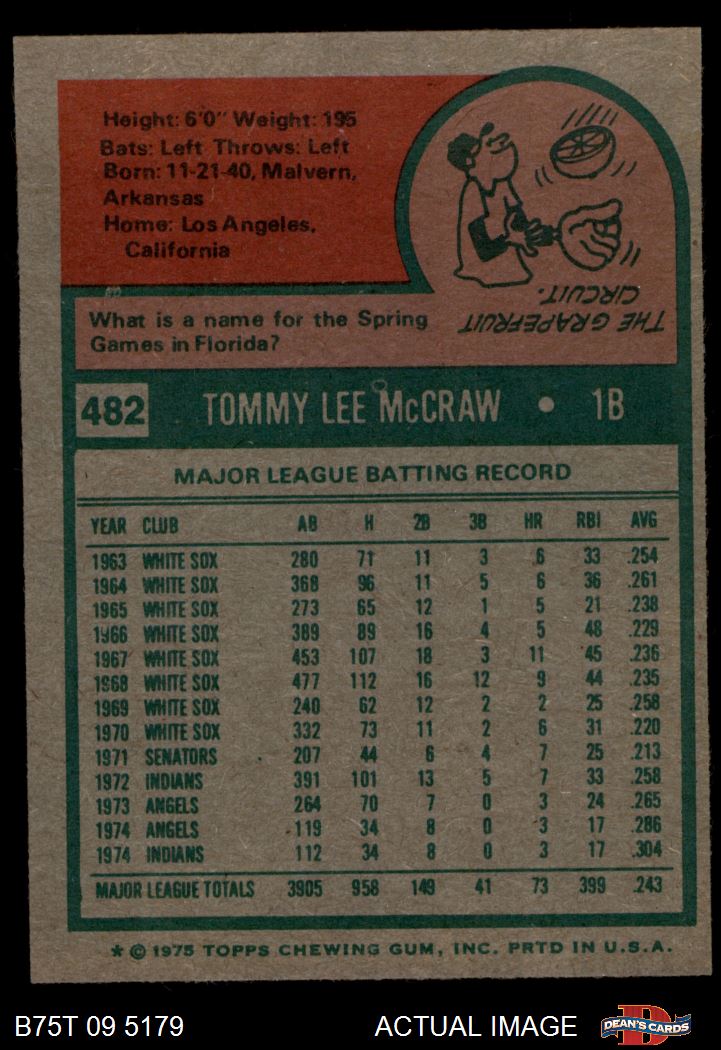 Height: 6'0" Weight: 195
Bats: Left Throws: Left
Born: 11-21-40, Malvern,
Arkansas
Home: Los Angeles,
California
What is a name for the Spring
Games in Florida?
THE GRAPEFRUIT
CIRCUIT.
482 TOMMY LEE McCRAW • 1B
MAJOR LEAGUE BATTING RECORD
YEAR CLUB AB H 2B 3B HR RBI AVG
1963 WHITE SOX 280 71 11 3 6 33 .254
1964 WHITE SOX 368 96 11 5 6 36 .261
1965 WHITE SOX 273 65 12 1 5 21 .238
1966 WHITE SOX 389 89 16 4 5 48 .229
1967 WHITE SOX 453 107 18 3 11 45 .236
1968 WHITE SOX 477 112 16 12 9 44 .235
1969 WHITE SOX 240 62 12 2 2 25 .258
1970 WHITE SOX 332 73 11 2 6 31 .220
1971 SENATORS 207 44 6 4 7 25 .213
1972 INDIANS 391 101 13 5 7 33 .258
1973 ANGELS 264 70 7 0 3 24 .265
1974 ANGELS 119 34 8 0 3 17 .286
1974 INDIANS 112 34 8 0 3 17 .304
MAJOR LEAGUE TOTALS 3905 958 149 41 73 399 .243
* © 1975 TOPPS CHEWING GUM, INC. PRTD IN U.S.A.
B75T 09 5179 ACTUAL IMAGE D DEAN'S CARDS